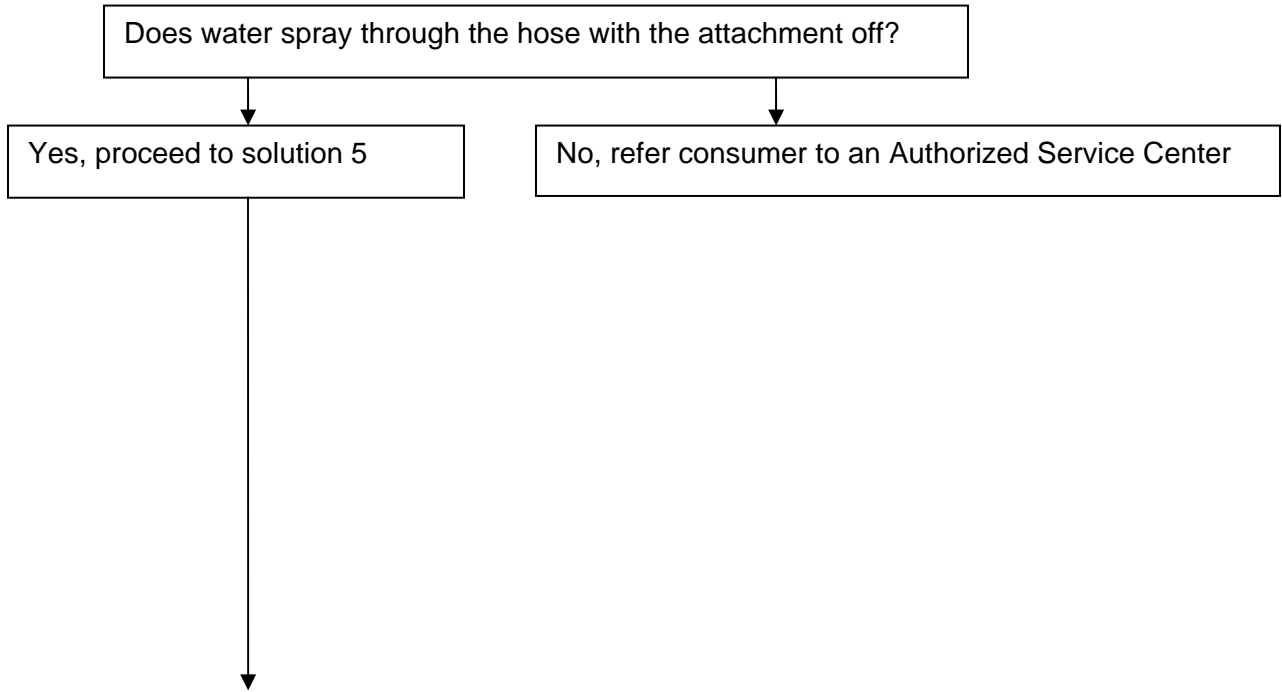 Does water spray through the hose with the attachment off?
Yes, proceed to solution 5
No, refer consumer to an Authorized Service Center